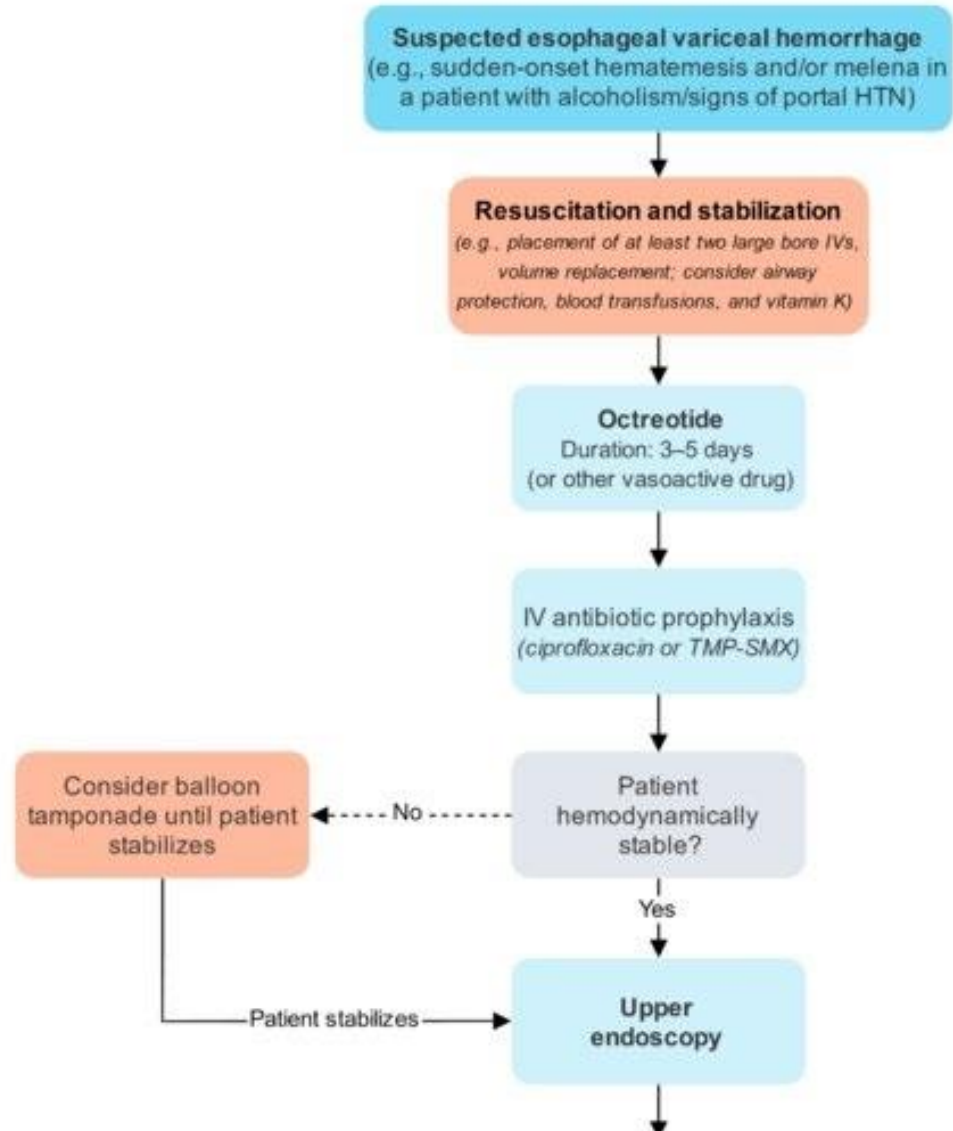 Suspected esophageal variceal hemorrhage
(e.g., sudden-onset hematemesis and/or melena in
a patient with alcoholism/signs of portal HTN)
Resuscitation and stabilization
(e.g., placement of at least two large bore IVs,
volume replacement; consider airway
protection, blood transfusions, and vitamin K)
Octreotide
Duration: 3–5 days
(or other vasoactive drug)
IV antibiotic prophylaxis
(ciprofloxacin or TMP-SMX)
Patient
hemodynamically
stable?
No
Consider balloon
tamponade until patient
stabilizes
Yes
Patient stabilizes
Upper
endoscopy